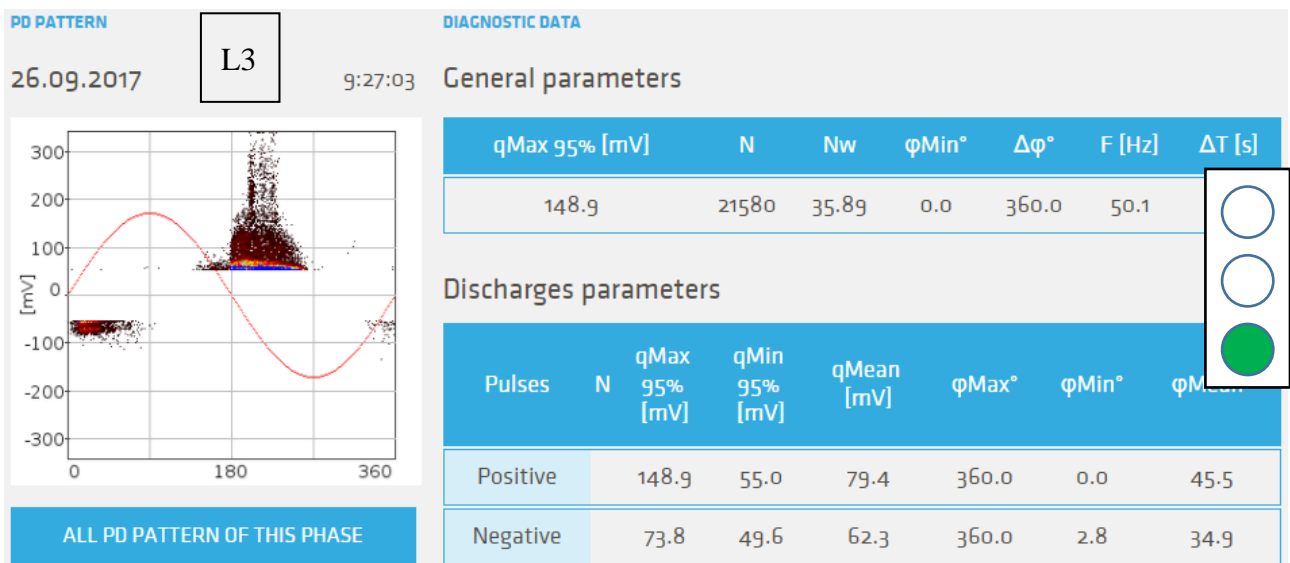 PD PATTERN
L3
26.09.2017
9:27:03
300
200
100
0
-100
-200
-300
[mV]
0 180 360
ALL PD PATTERN OF THIS PHASE
DIAGNOSTIC DATA
General parameters
qMax 95% [mV] N Nw φMin° Δφ° F [Hz] ΔT [s]
148.9 21580 35.89 0.0 360.0 50.1
Discharges parameters
Pulses N qMax 95% [mV] qMin 95% [mV] qMean [mV] φMax° φMin°
Positive 148.9 55.0 79.4 360.0 0.0 45.5
Negative 73.8 49.6 62.3 360.0 2.8 34.9